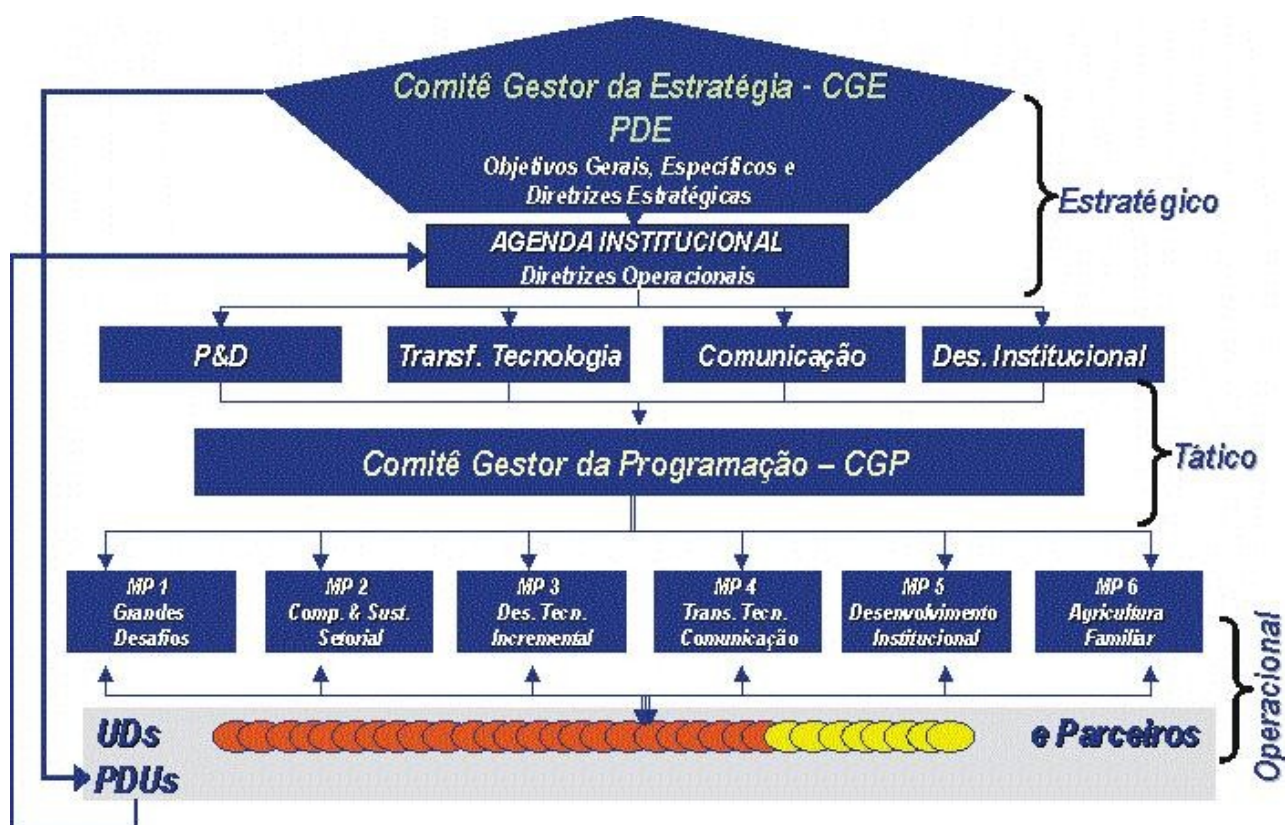 Comitê Gestor da Estratégia - CGE
PDE
Objetivos Gerais, Específicos e
Diretrizes Estratégicas
Estratégico
AGENDA INSTITUCIONAL
Diretrizes Operacionais
P&D
Transf. Tecnologia
Comunicação
Des. Institucional
Comitê Gestor da Programação – CGP
Tático
MP 1
Grandes
Desafios
MP 2
Comp. & Sust.
Setorial
MP 3
Des. Tecn.
Incremental
MP 4
Trans. Tecn.
Comunicação
MP 5
Desenvolvimento
Institucional
MP 6
Agricultura
Familiar
Operacional
UDs
e Parceiros
PDUs